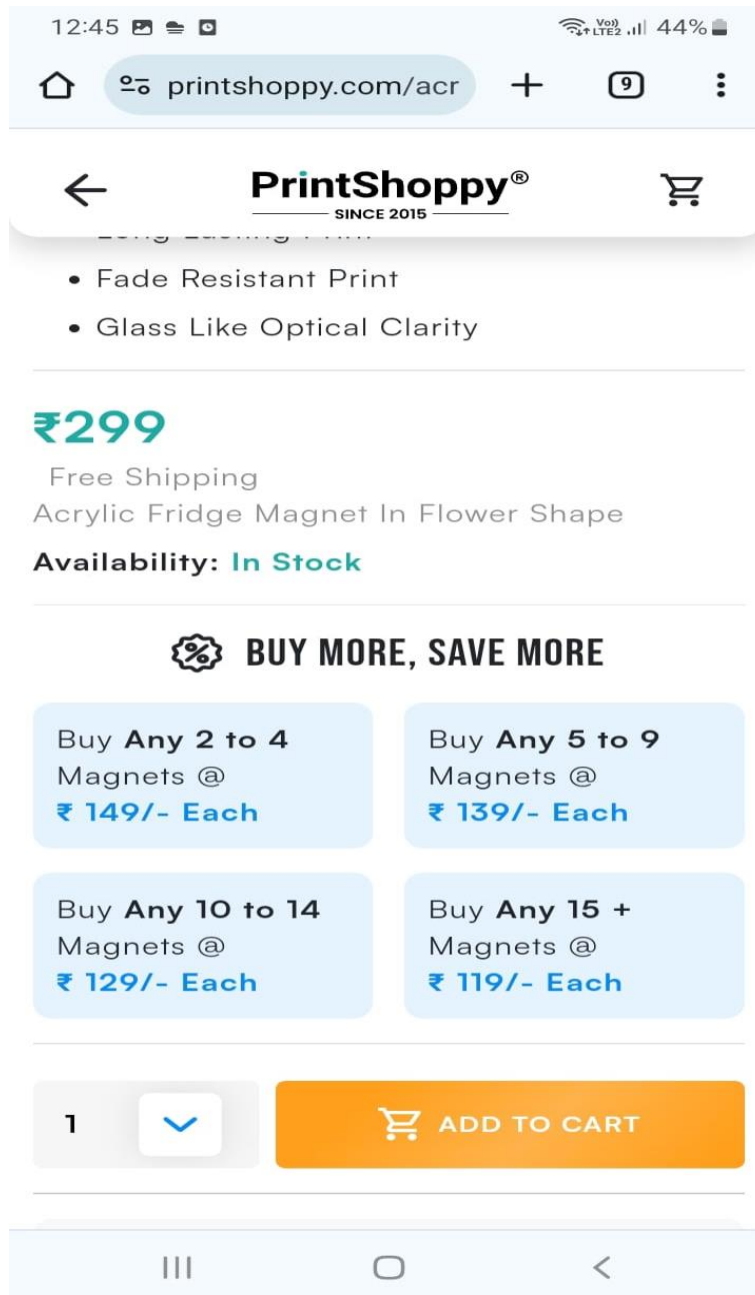 12:45
Vo))
LTE2
44%
printshoppy.com/acr
9
PrintShoppy®
SINCE 2015
• Fade Resistant Print
• Glass Like Optical Clarity
₹299
Free Shipping
Acrylic Fridge Magnet In Flower Shape
Availability: In Stock
BUY MORE, SAVE MORE
Buy Any 2 to 4
Magnets @
₹ 149/- Each
Buy Any 5 to 9
Magnets @
₹ 139/- Each
Buy Any 10 to 14
Magnets @
₹ 129/- Each
Buy Any 15 +
Magnets @
₹ 119/- Each
1
ADD TO CART